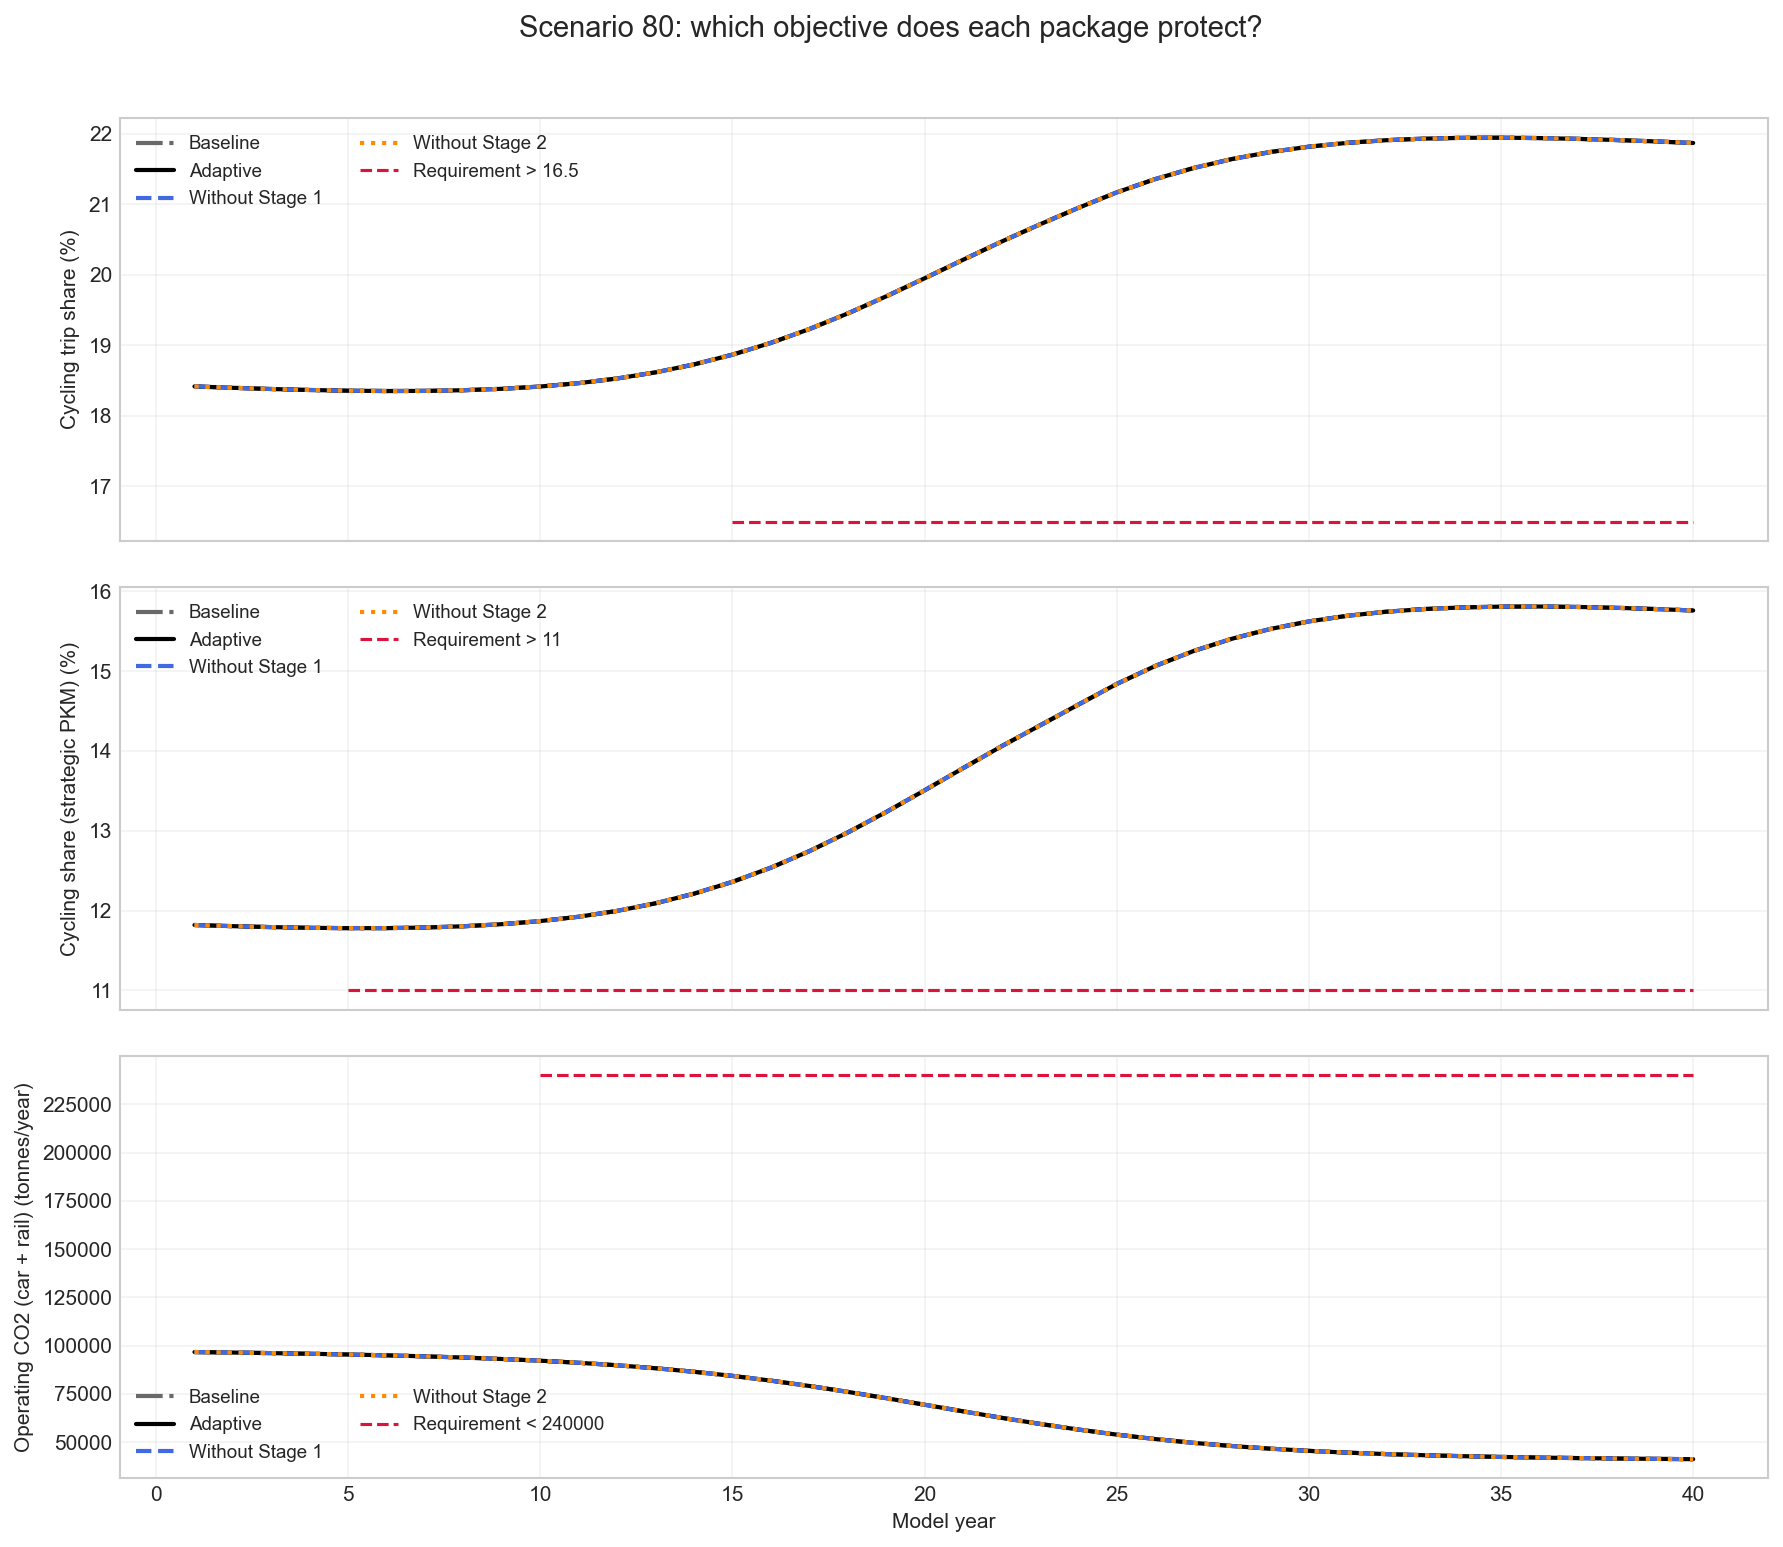 Scenario 80: which objective does each package protect?
Cycling trip share (%)
22
21
20
19
18
17
Baseline
Adaptive
Without Stage 1
Without Stage 2
Requirement > 16.5
Cycling share (strategic PKM) (%)
16
15
14
13
12
11
Baseline
Adaptive
Without Stage 1
Without Stage 2
Requirement > 11
Operating CO2 (car + rail) (tonnes/year)
225000
200000
175000
150000
125000
100000
75000
50000
Baseline
Adaptive
Without Stage 1
Without Stage 2
Requirement < 240000
0 5 10 15 20 25 30 35 40
Model year